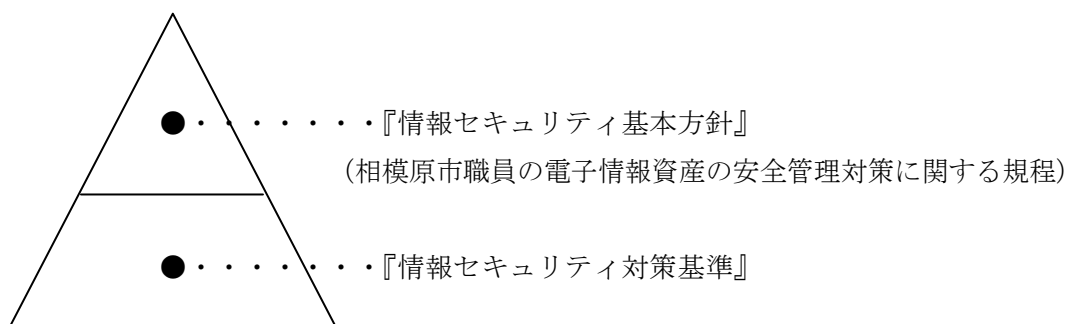 ●・・・・・・・・『情報セキュリティ基本方針』
（相模原市職員の電子情報資産の安全管理対策に関する規程）
●・・・・・・・・『情報セキュリティ対策基準』